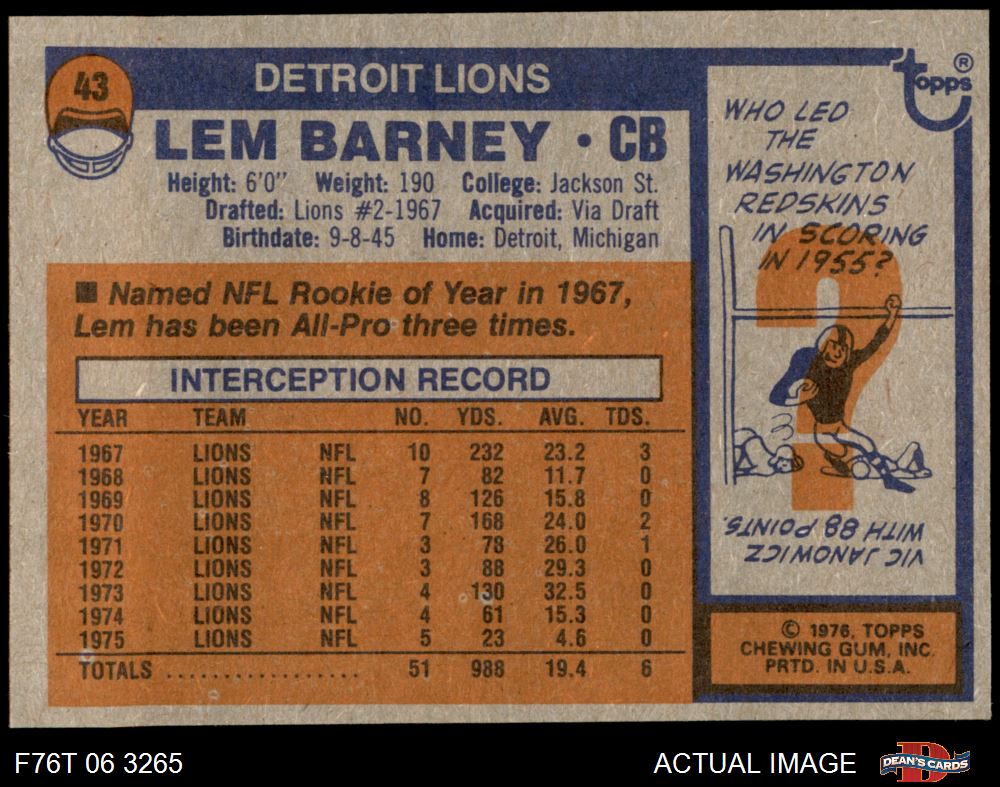 43
DETROIT LIONS
LEM BARNEY • CB
Height: 6'0" Weight: 190 College: Jackson St.
Drafted: Lions #2-1967 Acquired: Via Draft
Birthdate: 9-8-45 Home: Detroit, Michigan
■ Named NFL Rookie of Year in 1967,
Lem has been All-Pro three times.
INTERCEPTION RECORD
YEAR TEAM NO. YDS. AVG. TDS.
1967 LIONS NFL 10 232 23.2 3
1968 LIONS NFL 7 82 11.7 0
1969 LIONS NFL 8 126 15.8 0
1970 LIONS NFL 7 168 24.0 2
1971 LIONS NFL 3 78 26.0 1
1972 LIONS NFL 3 88 29.3 0
1973 LIONS NFL 4 130 32.5 0
1974 LIONS NFL 4 61 15.3 0
1975 LIONS NFL 5 23 4.6 0
TOTALS .................. 51 988 19.4 6
Topps ®
WHO LED
THE
WASHINGTON
REDSKINS
IN SCORING
IN 1955?
?
VIC JANOWICZ
WITH 88 POINTS.
© 1976, TOPPS
CHEWING GUM, INC.
PRTD. IN U.S.A.
F76T 06 3265
ACTUAL IMAGE
D
DEAN'S CARDS